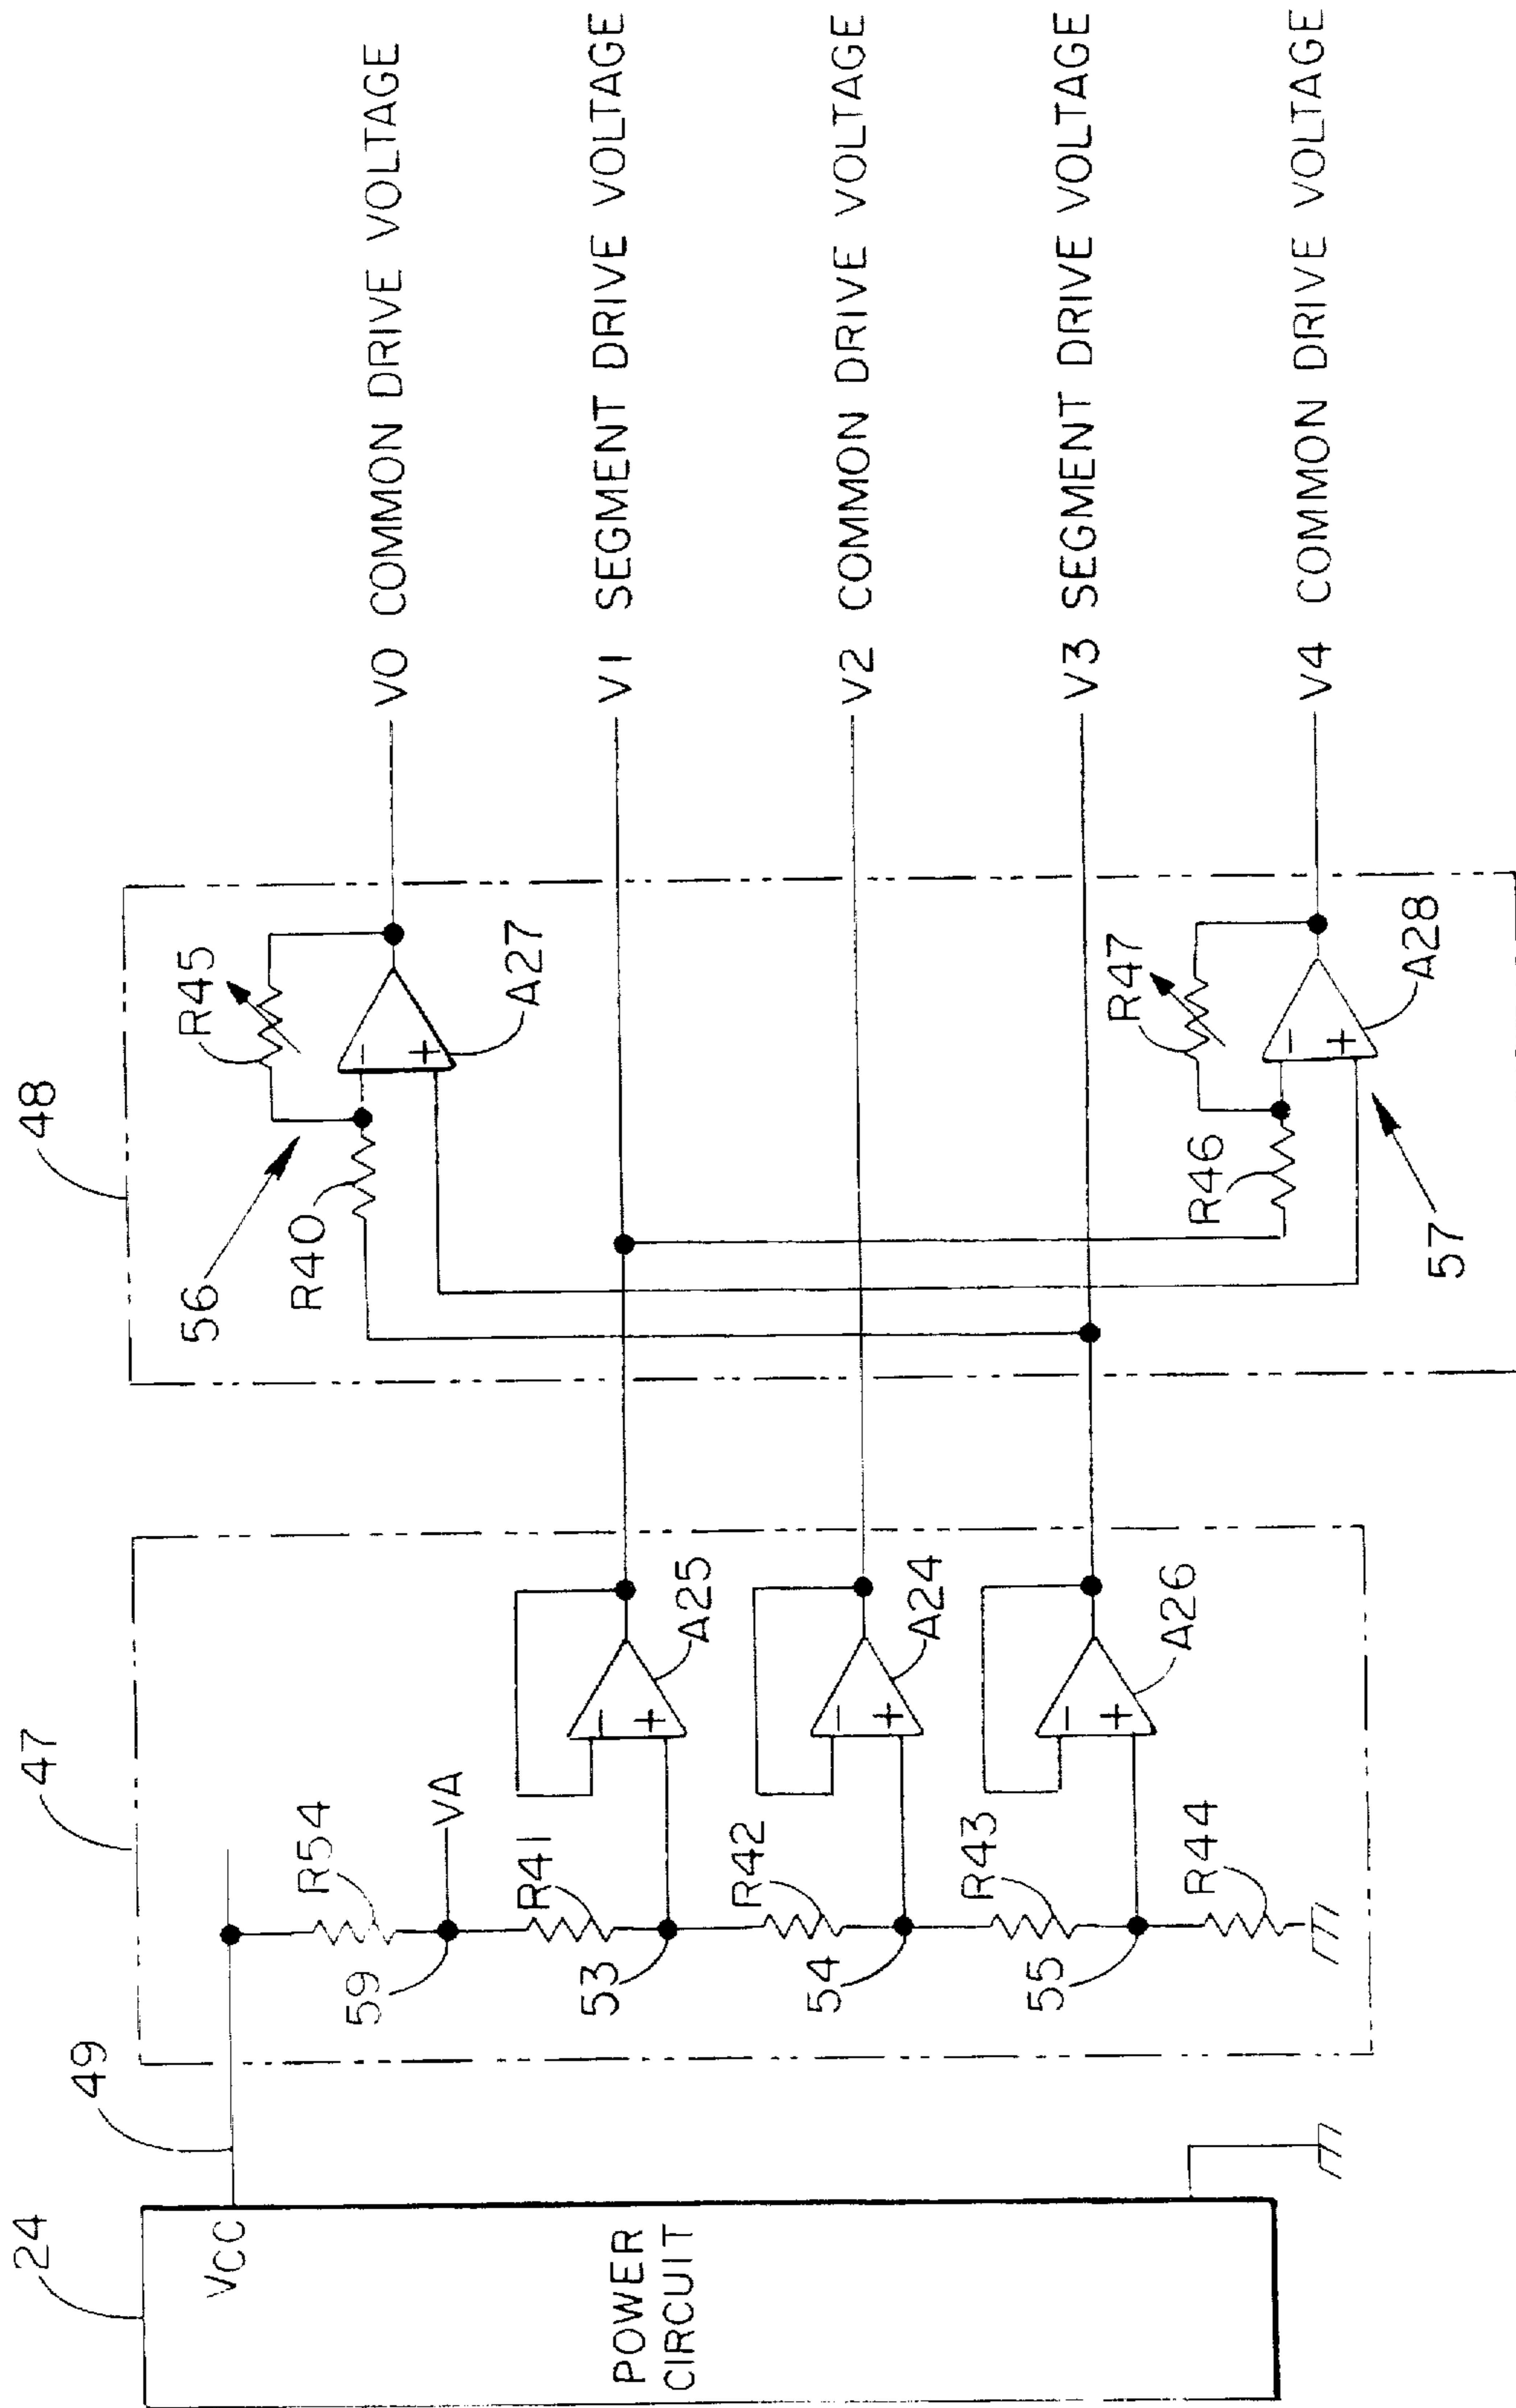 24
49
47
48
VCC
POWER
CIRCUIT
R54
59
VA
R41
53
R42
54
R43
55
R44
A25
A24
A26
56
R40
R45
A27
R46
R47
A28
57
V0 COMMON DRIVE VOLTAGE
V1 SEGMENT DRIVE VOLTAGE
V2 COMMON DRIVE VOLTAGE
V3 SEGMENT DRIVE VOLTAGE
V4 COMMON DRIVE VOLTAGE